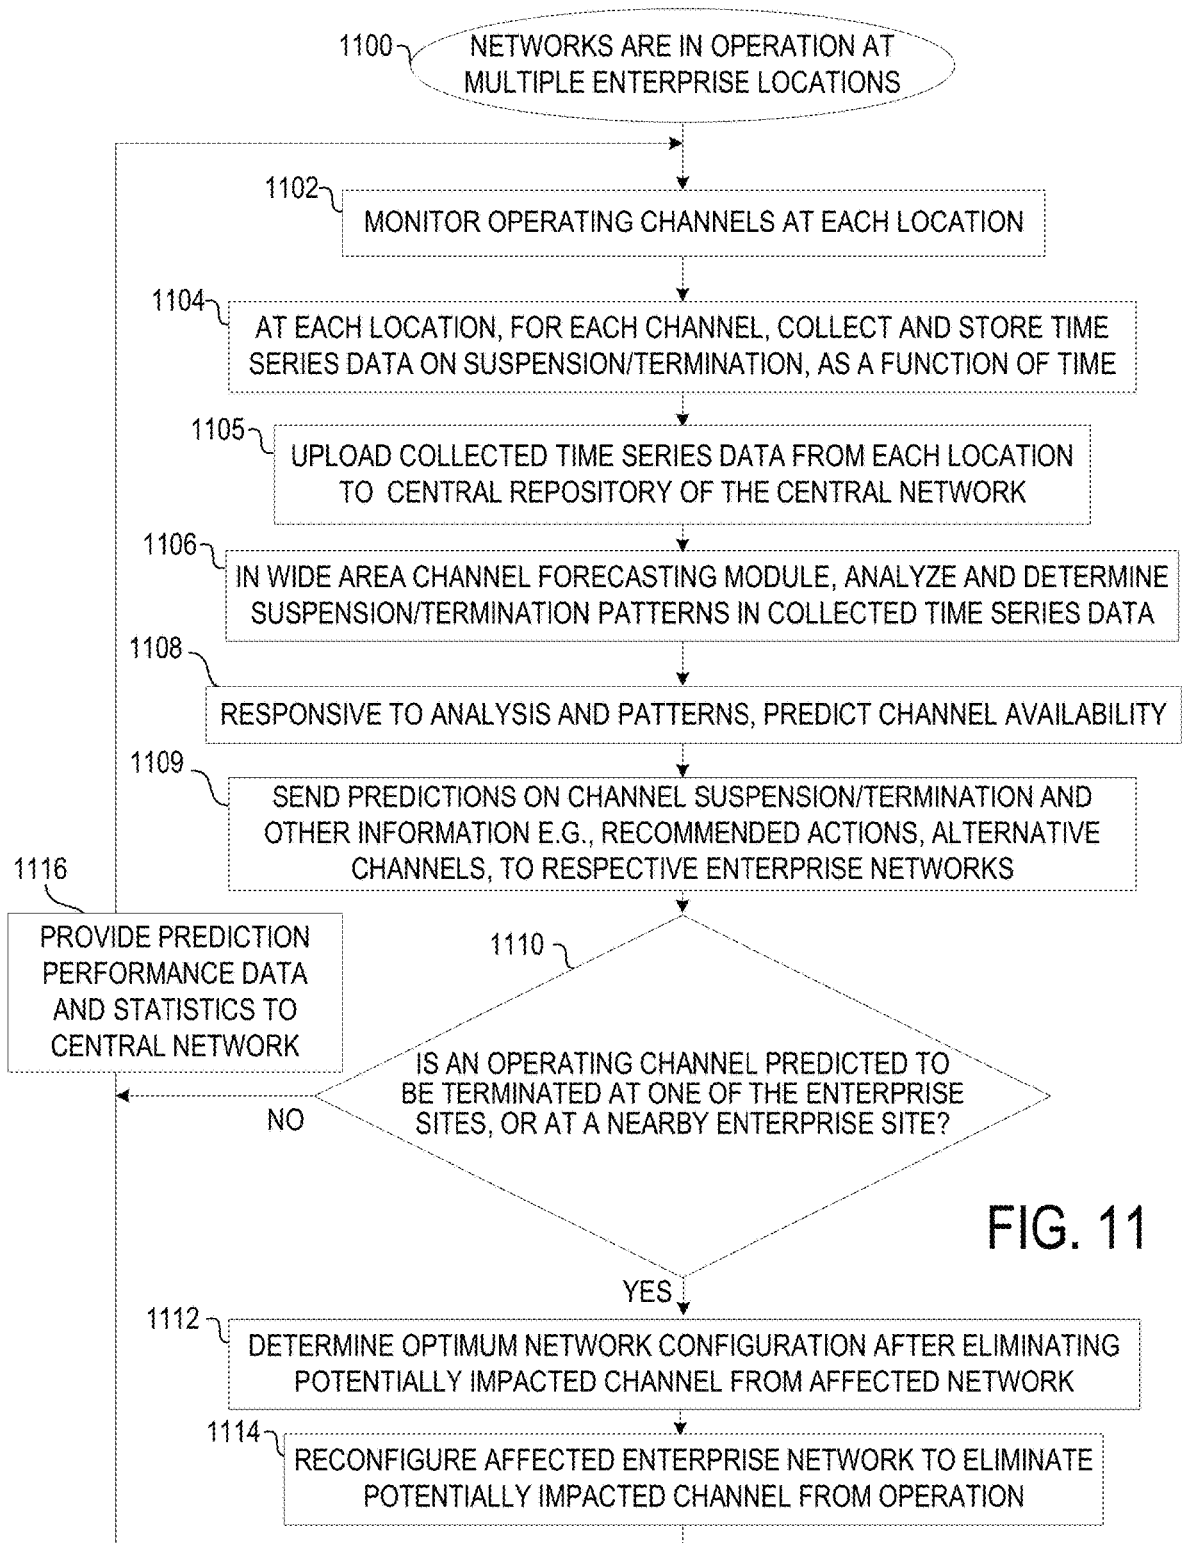 1100
NETWORKS ARE IN OPERATION AT
MULTIPLE ENTERPRISE LOCATIONS
1102
MONITOR OPERATING CHANNELS AT EACH LOCATION
1104
AT EACH LOCATION, FOR EACH CHANNEL, COLLECT AND STORE TIME
SERIES DATA ON SUSPENSION/TERMINATION, AS A FUNCTION OF TIME
1105
UPLOAD COLLECTED TIME SERIES DATA FROM EACH LOCATION
TO CENTRAL REPOSITORY OF THE CENTRAL NETWORK
1106
IN WIDE AREA CHANNEL FORECASTING MODULE, ANALYZE AND DETERMINE
SUSPENSION/TERMINATION PATTERNS IN COLLECTED TIME SERIES DATA
1108
RESPONSIVE TO ANALYSIS AND PATTERNS, PREDICT CHANNEL AVAILABILITY
1109
SEND PREDICTIONS ON CHANNEL SUSPENSION/TERMINATION AND
OTHER INFORMATION E.G., RECOMMENDED ACTIONS, ALTERNATIVE
CHANNELS, TO RESPECTIVE ENTERPRISE NETWORKS
1116
PROVIDE PREDICTION
PERFORMANCE DATA
AND STATISTICS TO
CENTRAL NETWORK
1110
IS AN OPERATING CHANNEL PREDICTED TO
BE TERMINATED AT ONE OF THE ENTERPRISE
SITES, OR AT A NEARBY ENTERPRISE SITE?
NO
FIG. 11
YES
1112
DETERMINE OPTIMUM NETWORK CONFIGURATION AFTER ELIMINATING
POTENTIALLY IMPACTED CHANNEL FROM AFFECTED NETWORK
1114
RECONFIGURE AFFECTED ENTERPRISE NETWORK TO ELIMINATE
POTENTIALLY IMPACTED CHANNEL FROM OPERATION